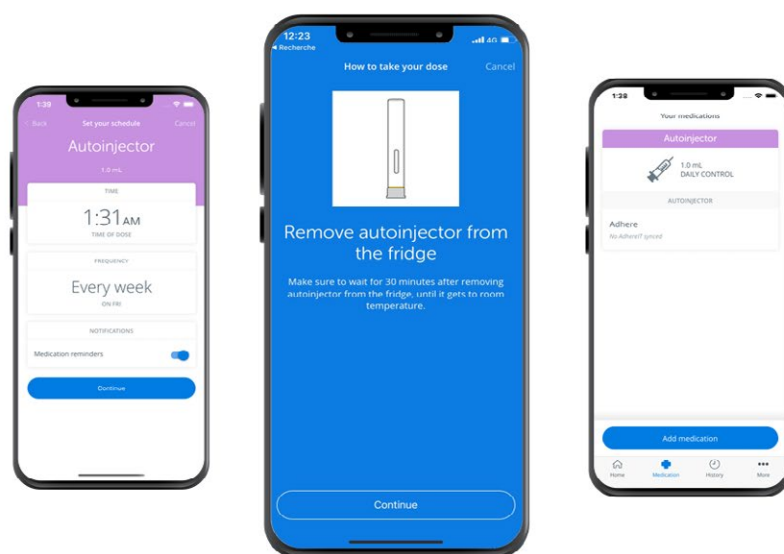 1:39
Back
Set your schedule
Cancel
Autoinjector
1.0 mL
TIME
1:31AM
TIME OF DOSE
FREQUENCY
Every week
ON FRI
NOTIFICATIONS
Medication reminders
Continue
12:23
4G
Recherche
How to take your dose
Cancel
Remove autoinjector from
the fridge
Make sure to wait for 30 minutes after removing
autoinjector from the fridge, until it gets to room
temperature.
Continue
1:38
Your medications
Autoinjector
1.0 mL
DAILY CONTROL
AUTOINJECTOR
Adhere
No AdhereIT synced
Add medication
Home
Medication
History
More